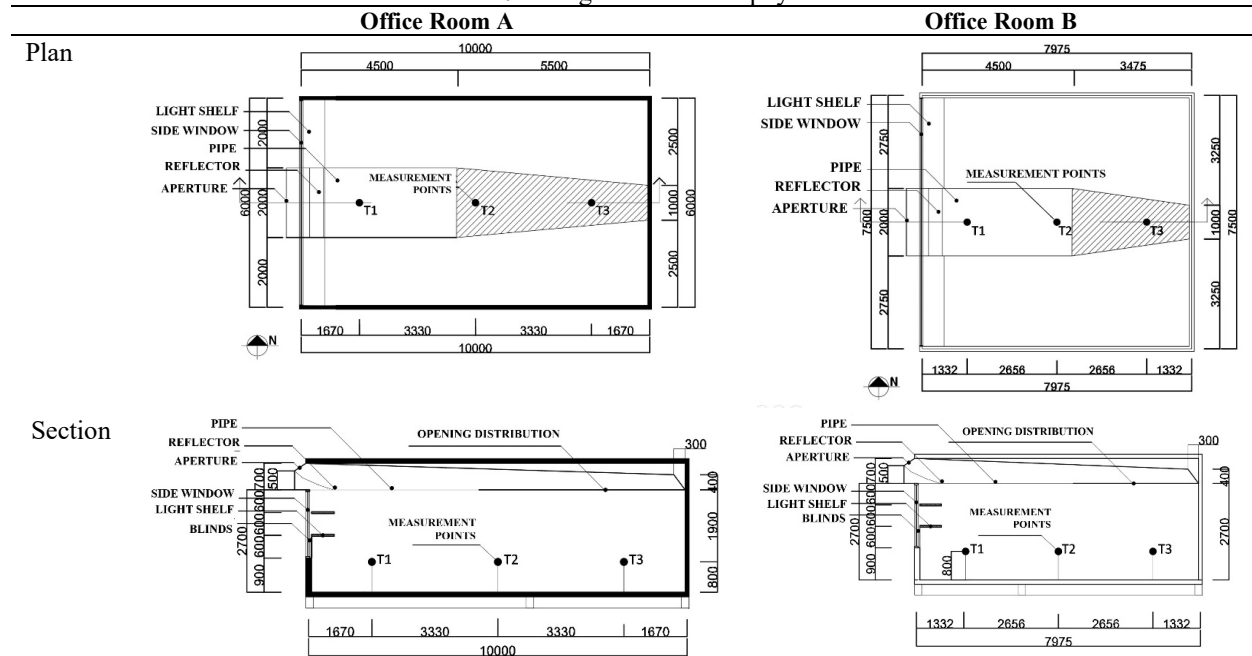 Office Room A Office Room B
Plan
10000
4500 5500
LIGHT SHELF
SIDE WINDOW
PIPE
REFLECTOR
APERTURE
MEASUREMENT
POINTS
T1 T2 T3
2000
2000
2000
6000
2500
1000
2500
6000
1670 3330 3330 1670
10000
N
7975
4500 3475
LIGHT SHELF
SIDE WINDOW
PIPE
REFLECTOR
APERTURE
MEASUREMENT POINTS
T1 T2 T3
2750
2000
2750
7500
3250
1000
3250
7500
1332 2656 2656 1332
7975
N
Section
PIPE
REFLECTOR
APERTURE
OPENING DISTRIBUTION
300
SIDE WINDOW
LIGHT SHELF
BLINDS
MEASUREMENT
POINTS
T1 T2 T3
700
500
600
600
600
900
2700
400
1900
800
1670 3330 3330 1670
10000
PIPE
REFLECTOR
APERTURE
OPENING DISTRIBUTION
300
SIDE WINDOW
LIGHT SHELF
BLINDS
MEASUREMENT
POINTS
T1 T2 T3
700
500
600
600
600
900
2700
800
400
2700
1332 2656 2656 1332
7975